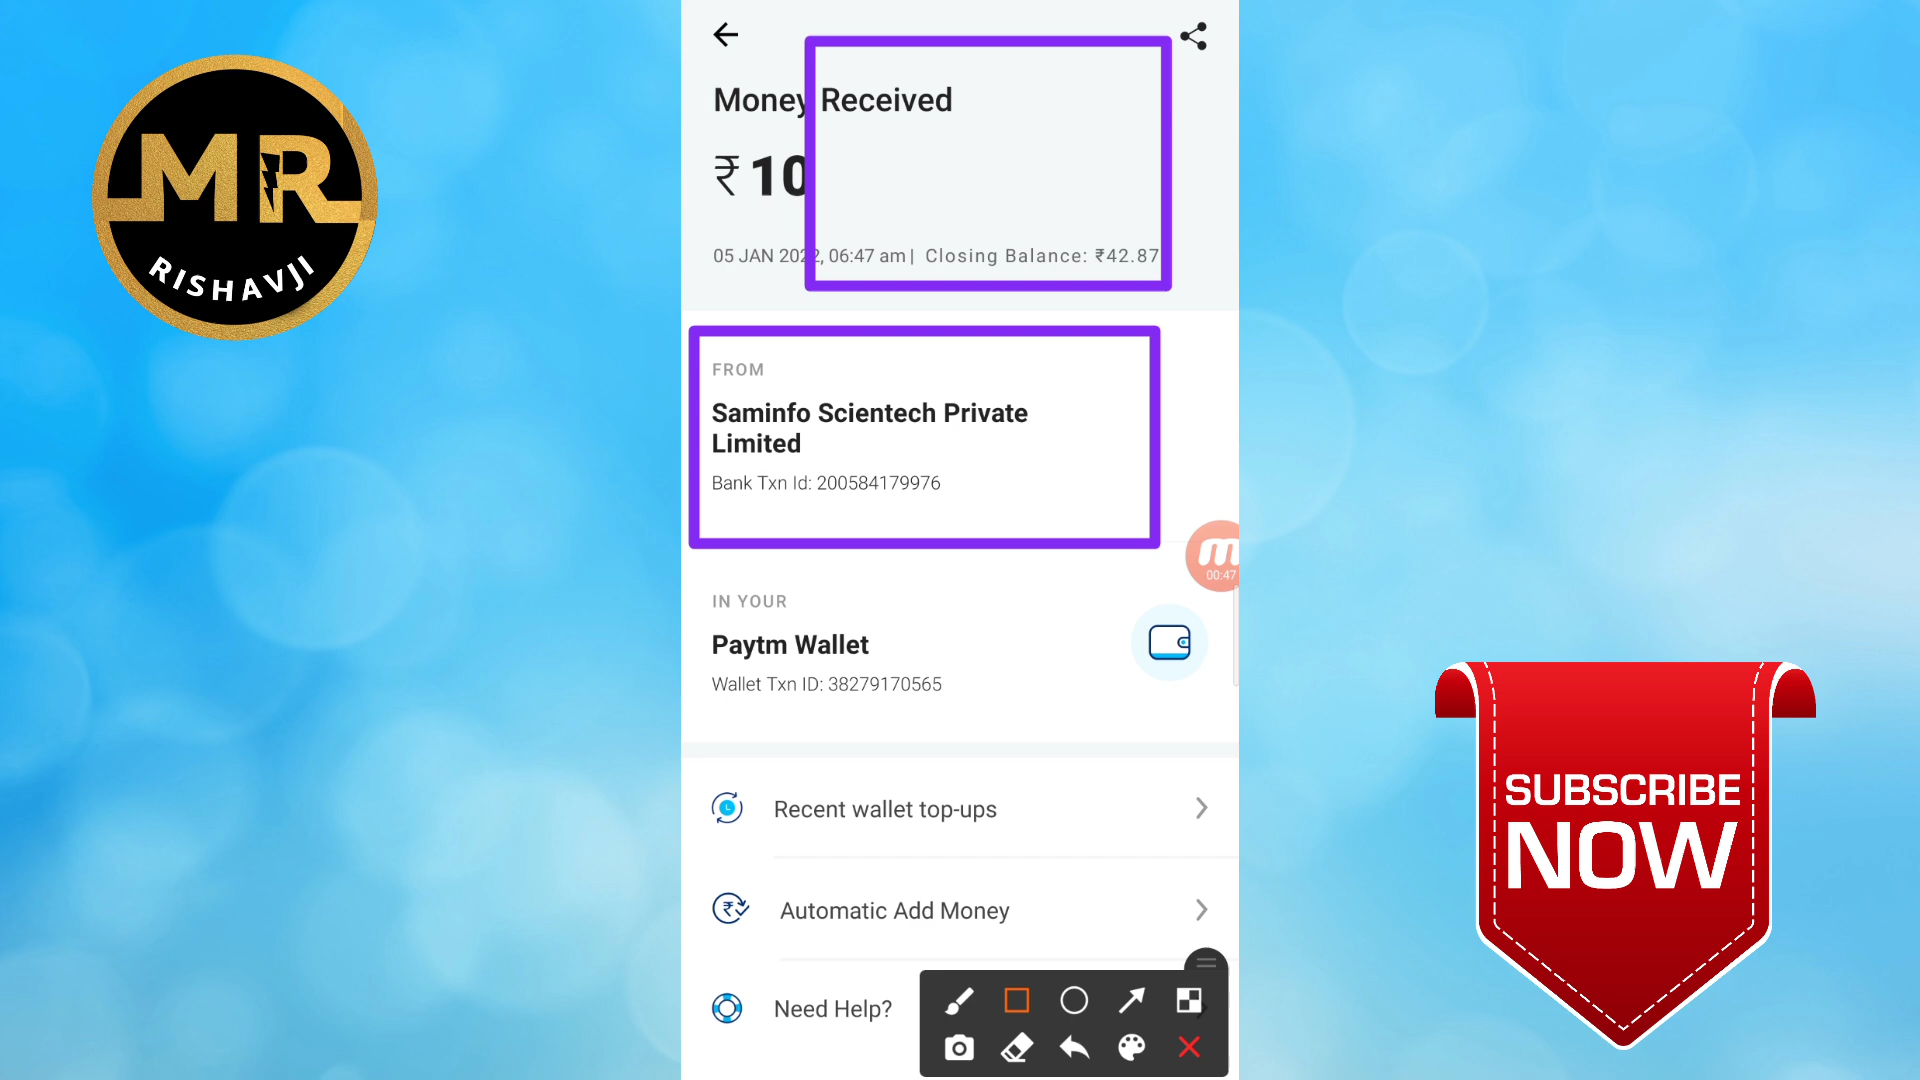 MR
RISHAVJI
Money Received
₹10
05 JAN 2022, 06:47 am | Closing Balance: ₹42.87
FROM
Saminfo Scientech Private
Limited
Bank Txn Id: 200584179976
m
00:47
IN YOUR
Paytm Wallet
Wallet Txn ID: 38279170565
Recent wallet top-ups
Automatic Add Money
Need Help?
SUBSCRIBE
NOW